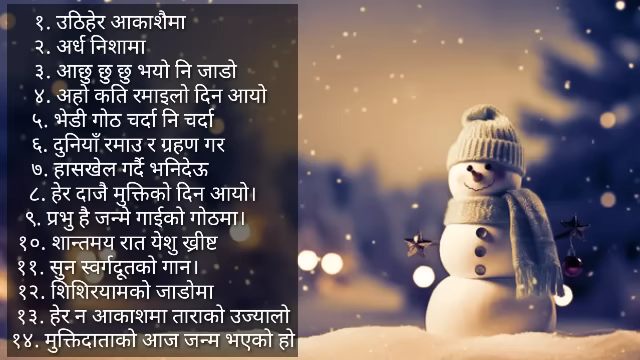 १. उठिहेर आकाशैमा
२. अर्ध निशामा
३. आछु छु छु भयो नि जाडो
४. अहो कति रमाइलो दिन आयो
५. भेडी गोठ चर्दा नि चर्दा
६. दुनियाँ रमाउ र ग्रहण गर
७. हासखेल गर्दै भनिदेऊ
८. हेर दाजै मुक्तिको दिन आयो।
९. प्रभु है जन्मे गाईको गोठमा।
१०. शान्तमय रात येशु ख्रीष्ट
११. सुन स्वर्गदूतको गान।
१२. शिशिरयामको जाडोमा
१३. हेर न आकाशमा ताराको उज्यालो
१४. मुक्तिदाताको आज जन्म भएको हो